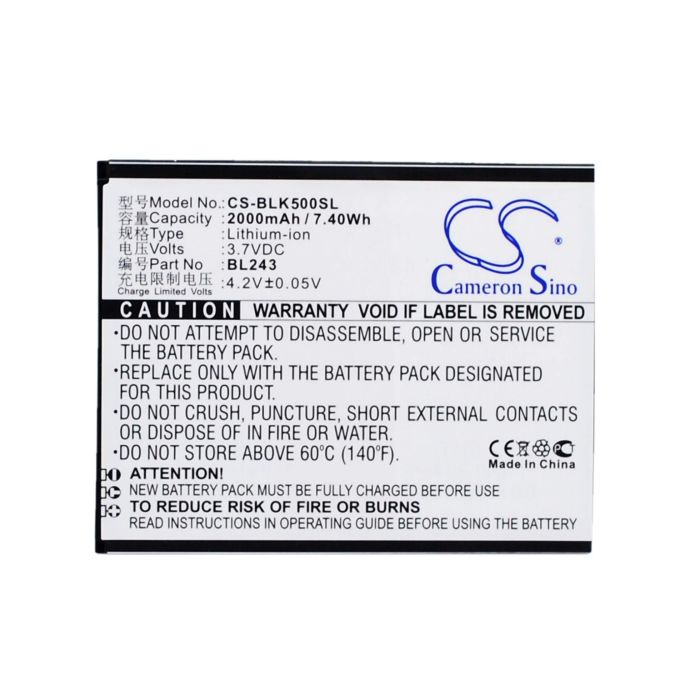 型号Model No.: CS-BLK500SL
容量Capacity: 2000mAh / 7.40Wh
类型Type: Lithium-ion
电压Volts: 3.7VDC
编号Part No.: BL243
充电限制电压: 4.2V±0.05V
Charge Limited Volts
CS
®
Cameron Sino
CAUTION WARRANTY VOID IF LABEL IS REMOVED
•DO NOT ATTEMPT TO DISASSEMBLE, OPEN OR SERVICE
THE BATTERY PACK.
•REPLACE ONLY WITH THE BATTERY PACK DESIGNATED
FOR THIS PRODUCT.
•DO NOT CRUSH, PUNCTURE, SHORT EXTERNAL CONTACTS
OR DISPOSE OF IN FIRE OR WATER.
•DO NOT STORE ABOVE 60°C (140°F)
CE
Made in China
ATTENTION!
NEW BATTERY PACK MUST BE FULLY CHARGED BEFORE USE
TO REDUCE RISK OF FIRE OR BURNS
READ INSTRUCTIONS IN OPERATING GUIDE BEFORE USING THE BATTERY